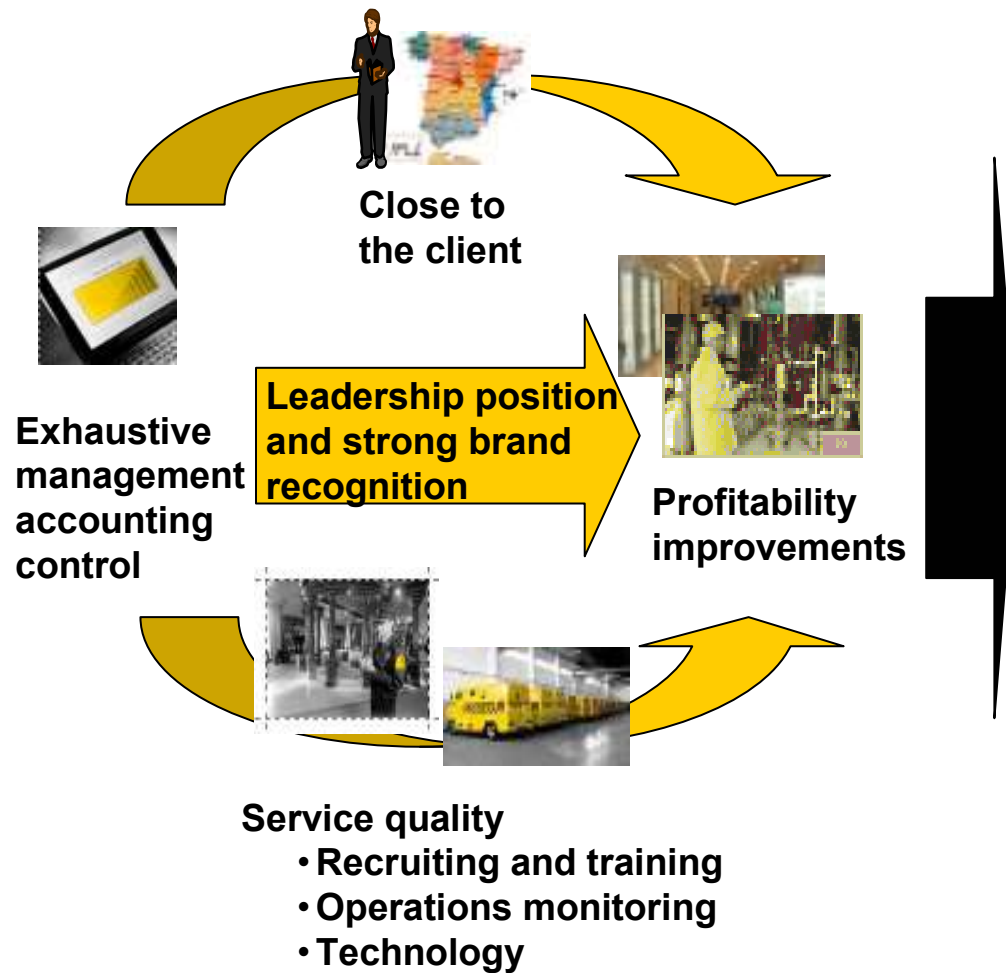 Close to
the client
Leadership position
and strong brand
recognition
Exhaustive
management
accounting
control
Profitability
improvements
Service quality
• Recruiting and training
• Operations monitoring
• Technology